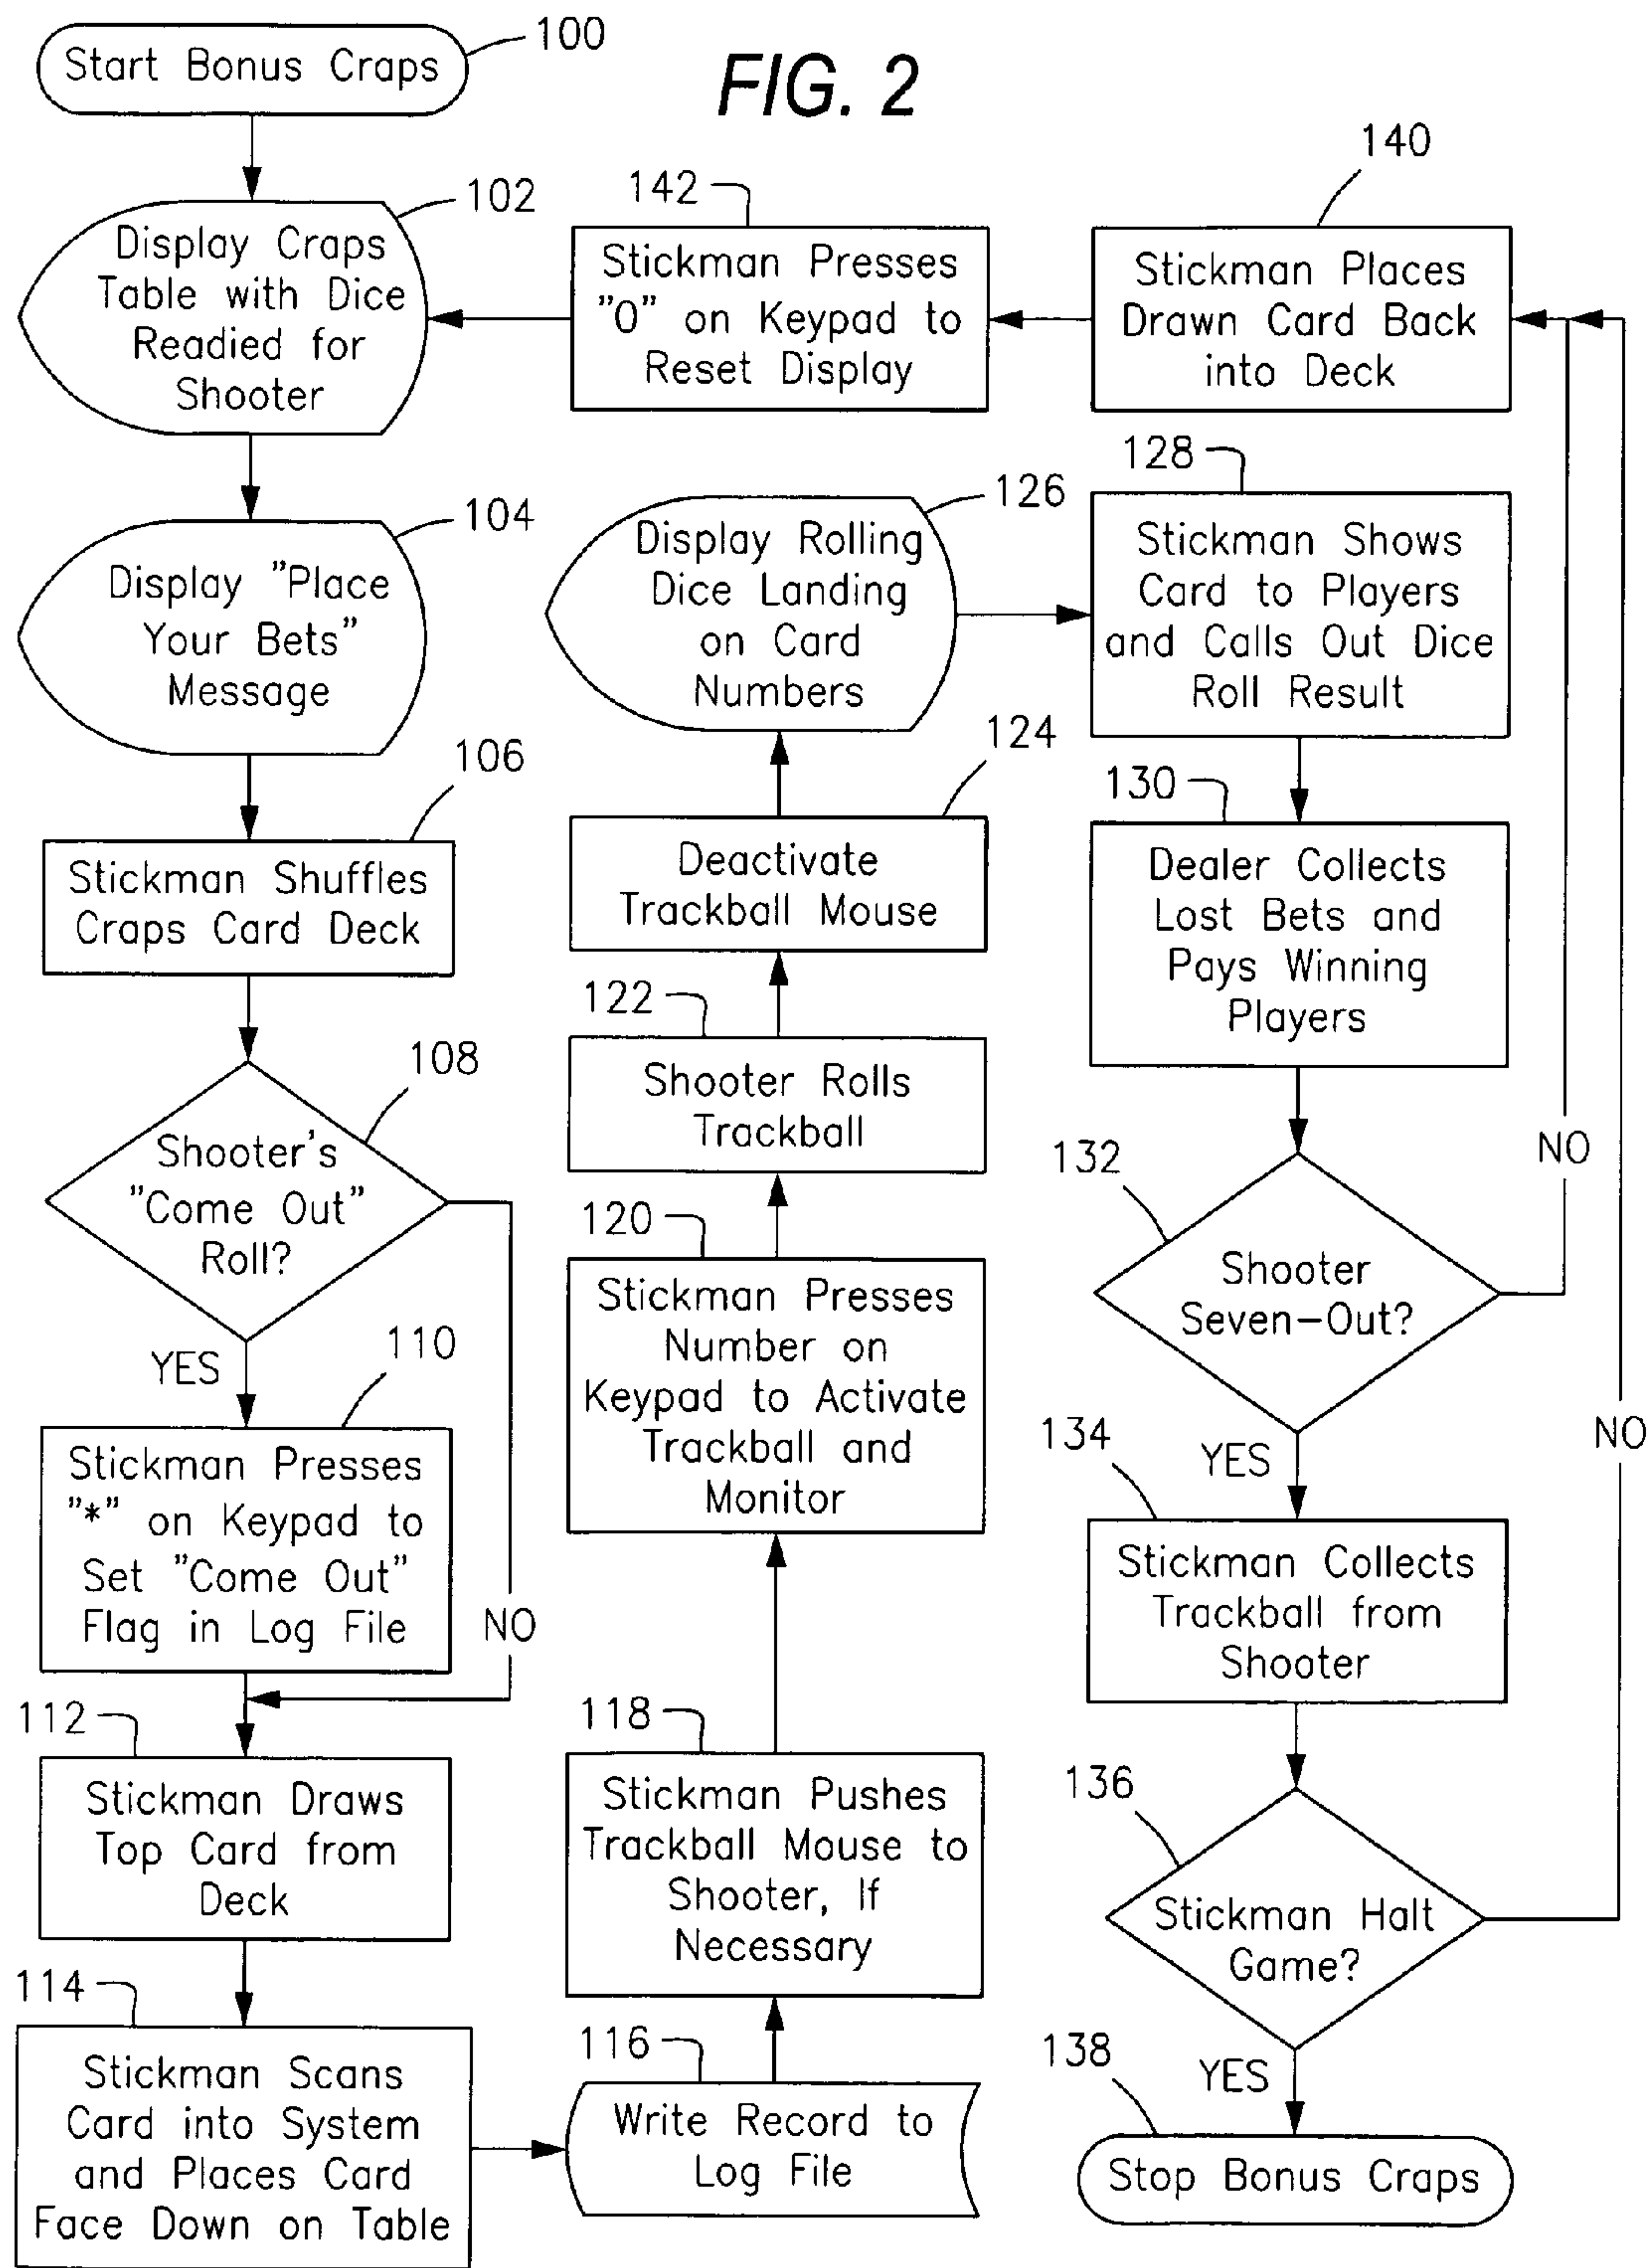 FIG. 2
100
Start Bonus Craps
102
Display Craps
Table with Dice
Readied for
Shooter
104
Display "Place
Your Bets"
Message
106
Stickman Shuffles
Craps Card Deck
108
Shooter's
"Come Out"
Roll?
YES
NO
110
Stickman Presses
"*" on Keypad to
Set "Come Out"
Flag in Log File
112
Stickman Draws
Top Card from
Deck
114
Stickman Scans
Card into System
and Places Card
Face Down on Table
116
Write Record to
Log File
118
Stickman Pushes
Trackball Mouse to
Shooter, If
Necessary
120
Stickman Presses
Number on
Keypad to Activate
Trackball and
Monitor
122
Shooter Rolls
Trackball
124
Deactivate
Trackball Mouse
126
Display Rolling
Dice Landing
on Card
Numbers
128
Stickman Shows
Card to Players
and Calls Out Dice
Roll Result
130
Dealer Collects
Lost Bets and
Pays Winning
Players
132
Shooter
Seven-Out?
NO
YES
134
Stickman Collects
Trackball from
Shooter
136
Stickman Halt
Game?
NO
YES
138
Stop Bonus Craps
140
Stickman Places
Drawn Card Back
into Deck
142
Stickman Presses
"0" on Keypad to
Reset Display